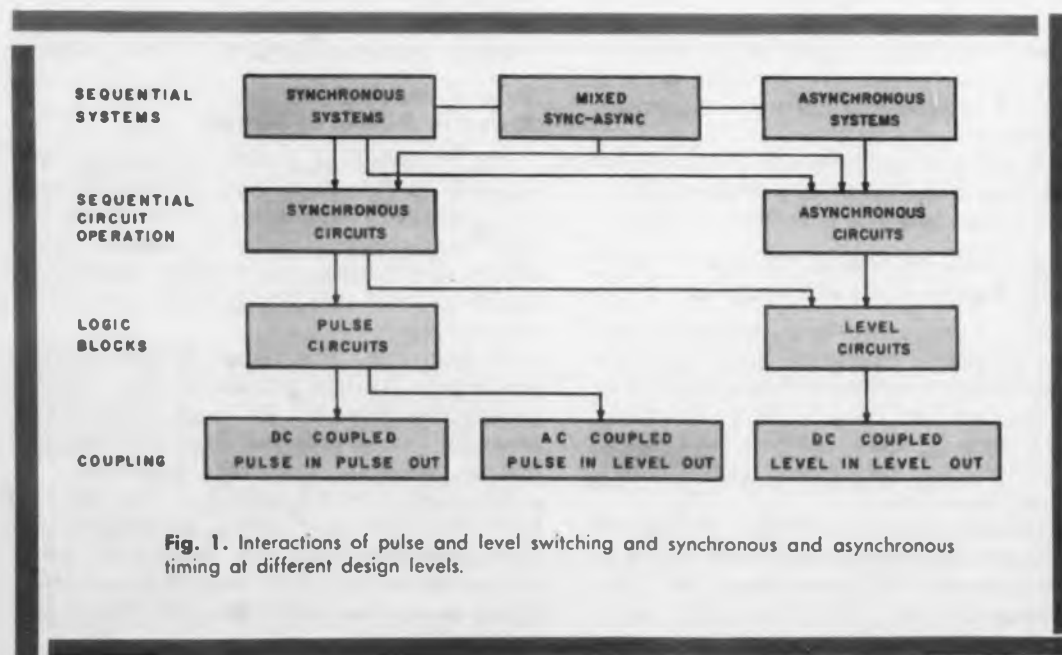 SEQUENTIAL
SYSTEMS
SYNCHRONOUS
SYSTEMS
MIXED
SYNC-ASYNC
ASYNCHRONOUS
SYSTEMS
SEQUENTIAL
CIRCUIT
OPERATION
SYNCHRONOUS
CIRCUITS
ASYNCHRONOUS
CIRCUITS
LOGIC
BLOCKS
PULSE
CIRCUITS
LEVEL
CIRCUITS
COUPLING
DC COUPLED
PULSE IN PULSE OUT
AC COUPLED
PULSE IN LEVEL OUT
DC COUPLED
LEVEL IN LEVEL OUT
Fig. 1. Interactions of pulse and level switching and synchronous and asynchronous
timing at different design levels.